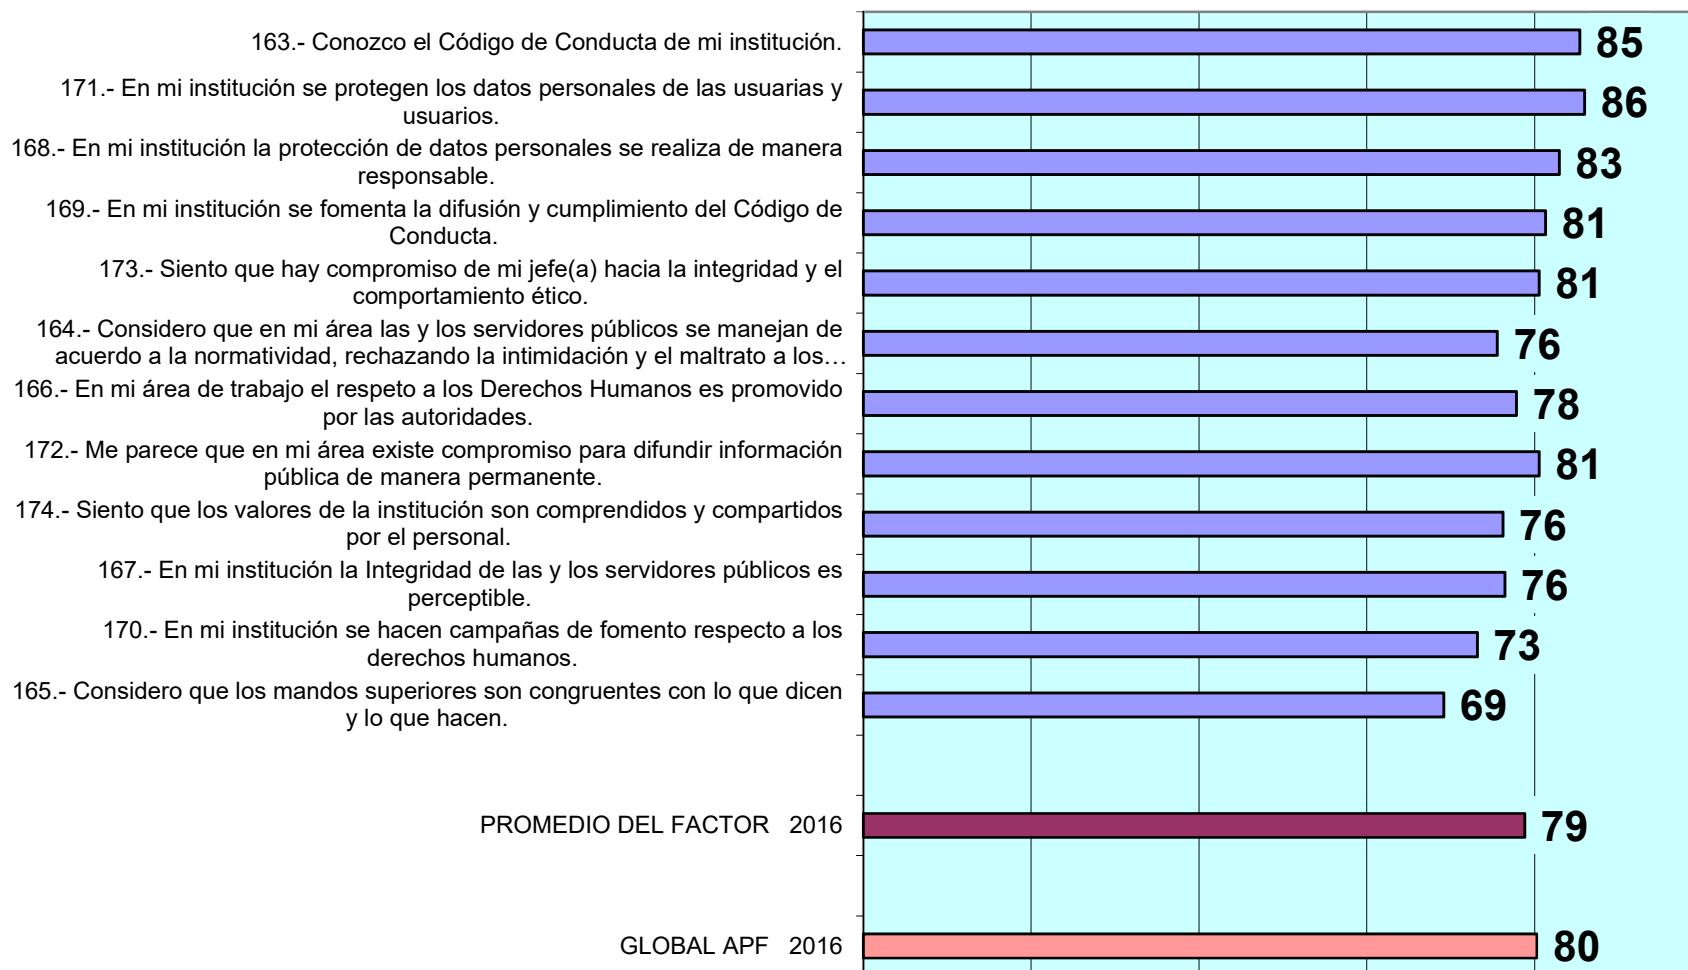 163.- Conozco el Código de Conducta de mi institución.
85
171.- En mi institución se protegen los datos personales de las usuarias y
usuarios.
86
168.- En mi institución la protección de datos personales se realiza de manera
responsable.
83
169.- En mi institución se fomenta la difusión y cumplimiento del Código de
Conducta.
81
173.- Siento que hay compromiso de mi jefe(a) hacia la integridad y el
comportamiento ético.
81
164.- Considero que en mi área las y los servidores públicos se manejan de
acuerdo a la normatividad, rechazando la intimidación y el maltrato a los…
76
166.- En mi área de trabajo el respeto a los Derechos Humanos es promovido
por las autoridades.
78
172.- Me parece que en mi área existe compromiso para difundir información
pública de manera permanente.
81
174.- Siento que los valores de la institución son comprendidos y compartidos
por el personal.
76
167.- En mi institución la Integridad de las y los servidores públicos es
perceptible.
76
170.- En mi institución se hacen campañas de fomento respecto a los
derechos humanos.
73
165.- Considero que los mandos superiores son congruentes con lo que dicen
y lo que hacen.
69
PROMEDIO DEL FACTOR 2016
79
GLOBAL APF 2016
80